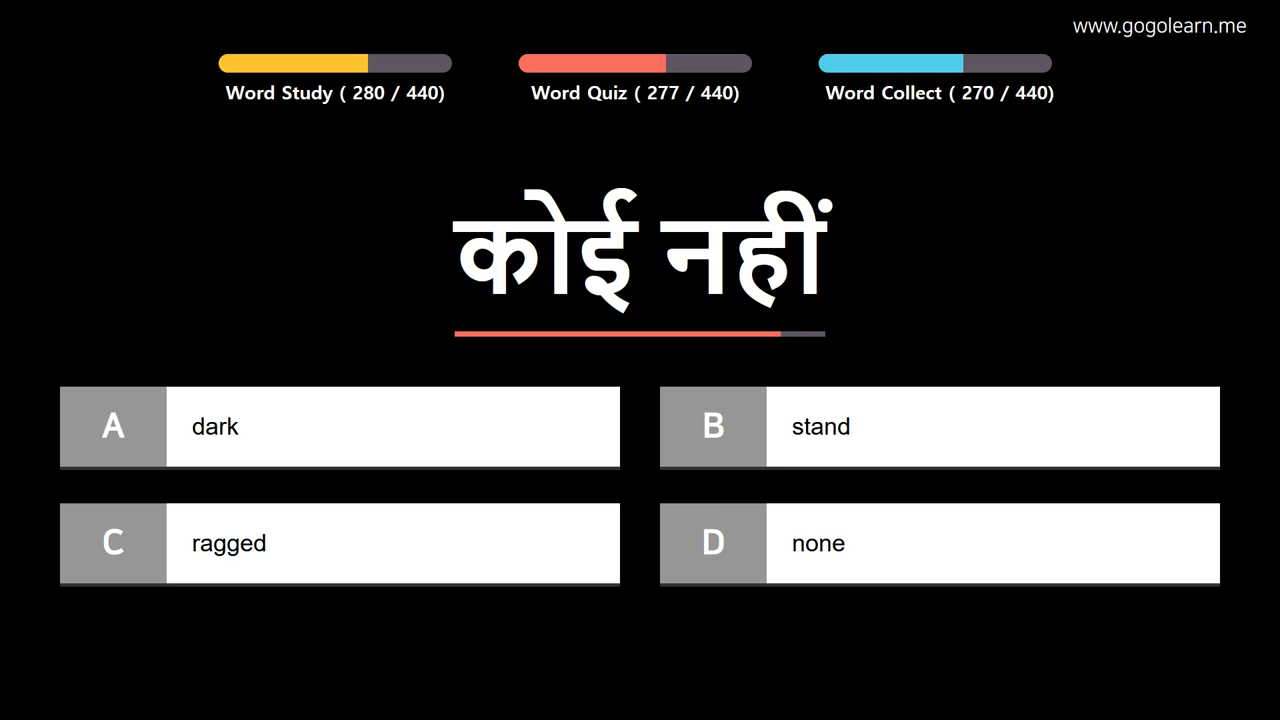 www.gogolearn.me
Word Study ( 280 / 440)
Word Quiz ( 277 / 440)
Word Collect ( 270 / 440)
कोई नहीं
A dark
B stand
C ragged
D none